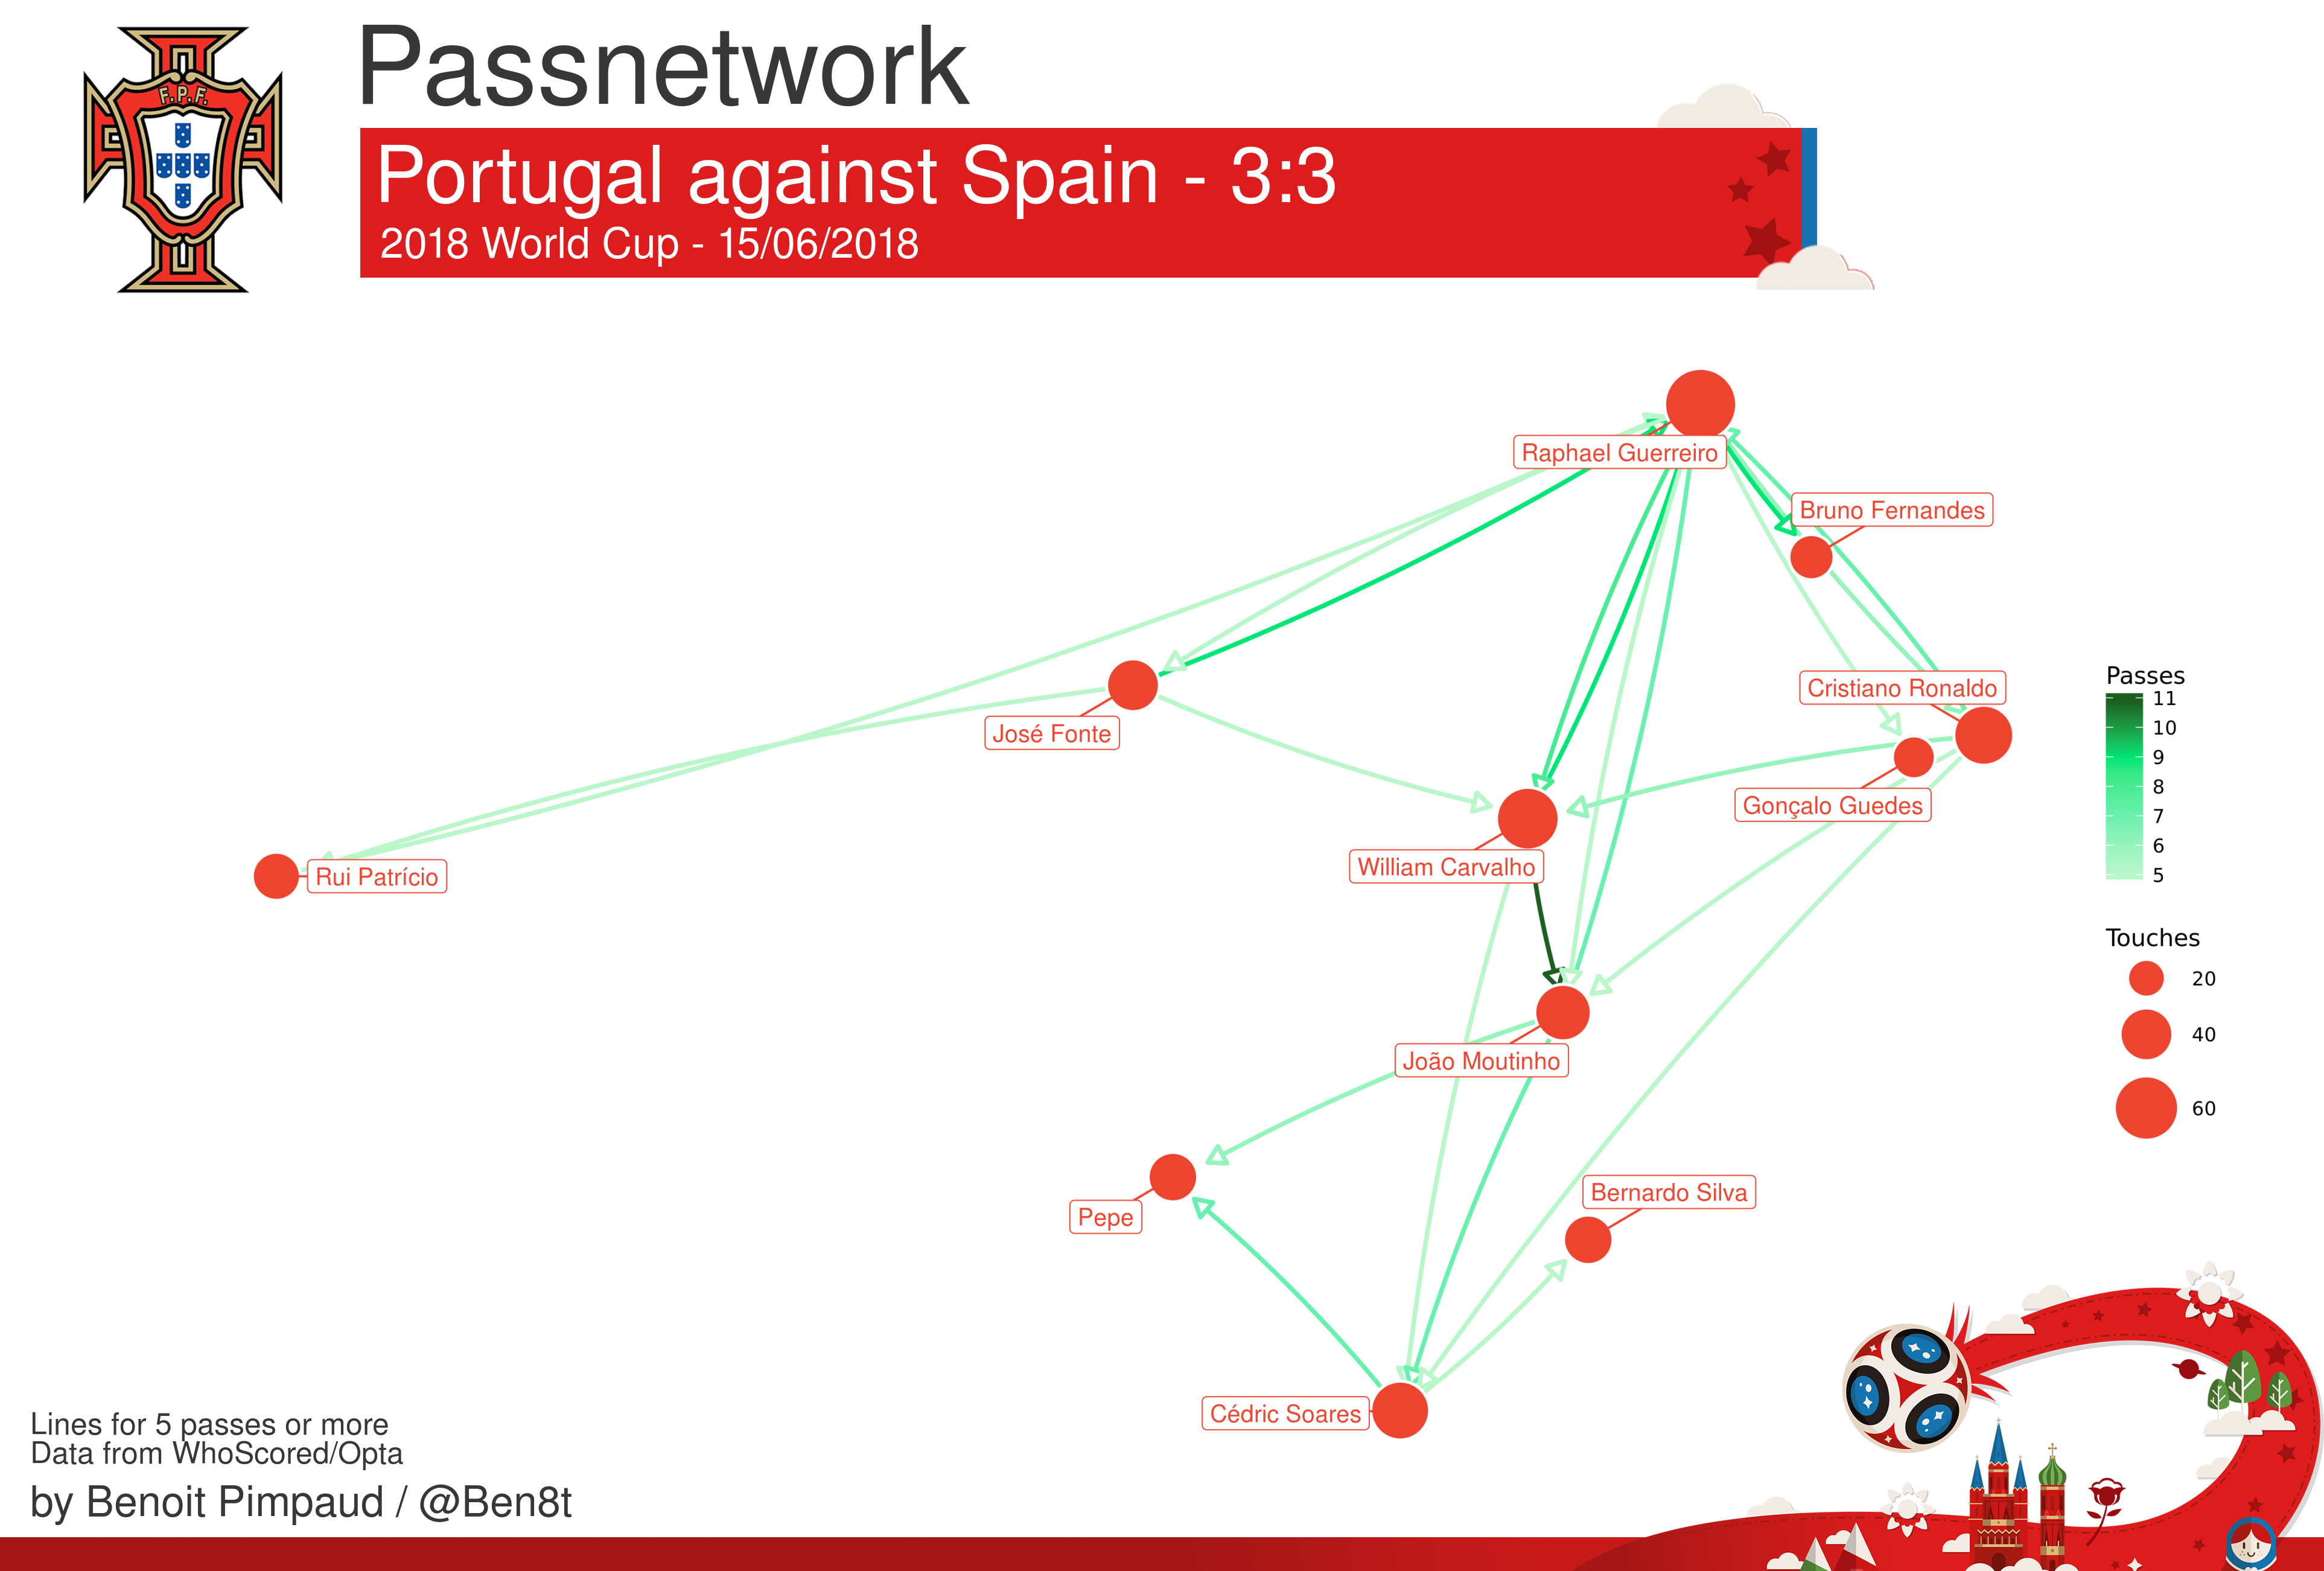 F.P.F.
Passnetwork
Portugal against Spain - 3:3
2018 World Cup - 15/06/2018
Raphael Guerreiro
Bruno Fernandes
Cristiano Ronaldo
José Fonte
Gonçalo Guedes
William Carvalho
Rui Patrício
João Moutinho
Bernardo Silva
Pepe
Cédric Soares
Passes
11
10
9
8
7
6
5
Touches
20
40
60
Lines for 5 passes or more
Data from WhoScored/Opta
by Benoit Pimpaud / @Ben8t